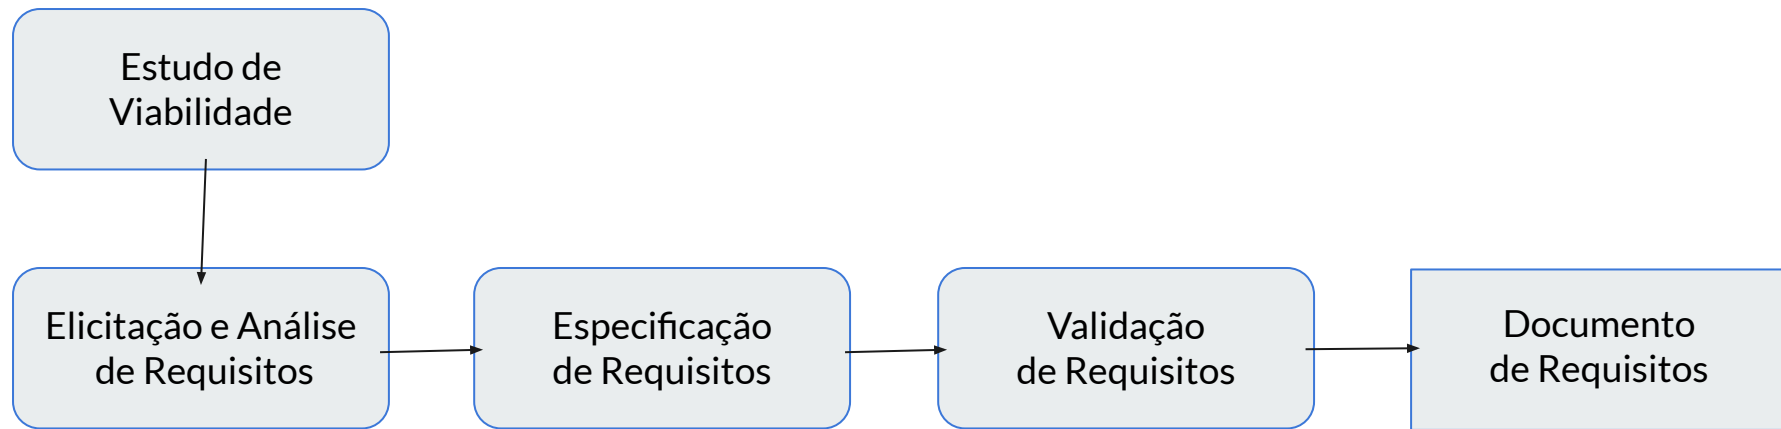 Estudo de
Viabilidade
Elicitação e Análise
de Requisitos
Especificação
de Requisitos
Validação
de Requisitos
Documento
de Requisitos